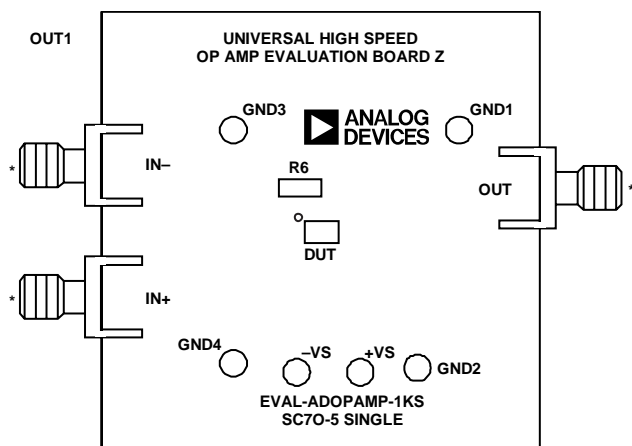 OUT1
UNIVERSAL HIGH SPEED
OP AMP EVALUATION BOARD Z
GND3
ANALOG
DEVICES
GND1
*
IN–
R6
OUT
*
DUT
*
IN+
GND4
–VS
+VS
GND2
EVAL-ADOPAMP-1KS
SC7O-5 SINGLE